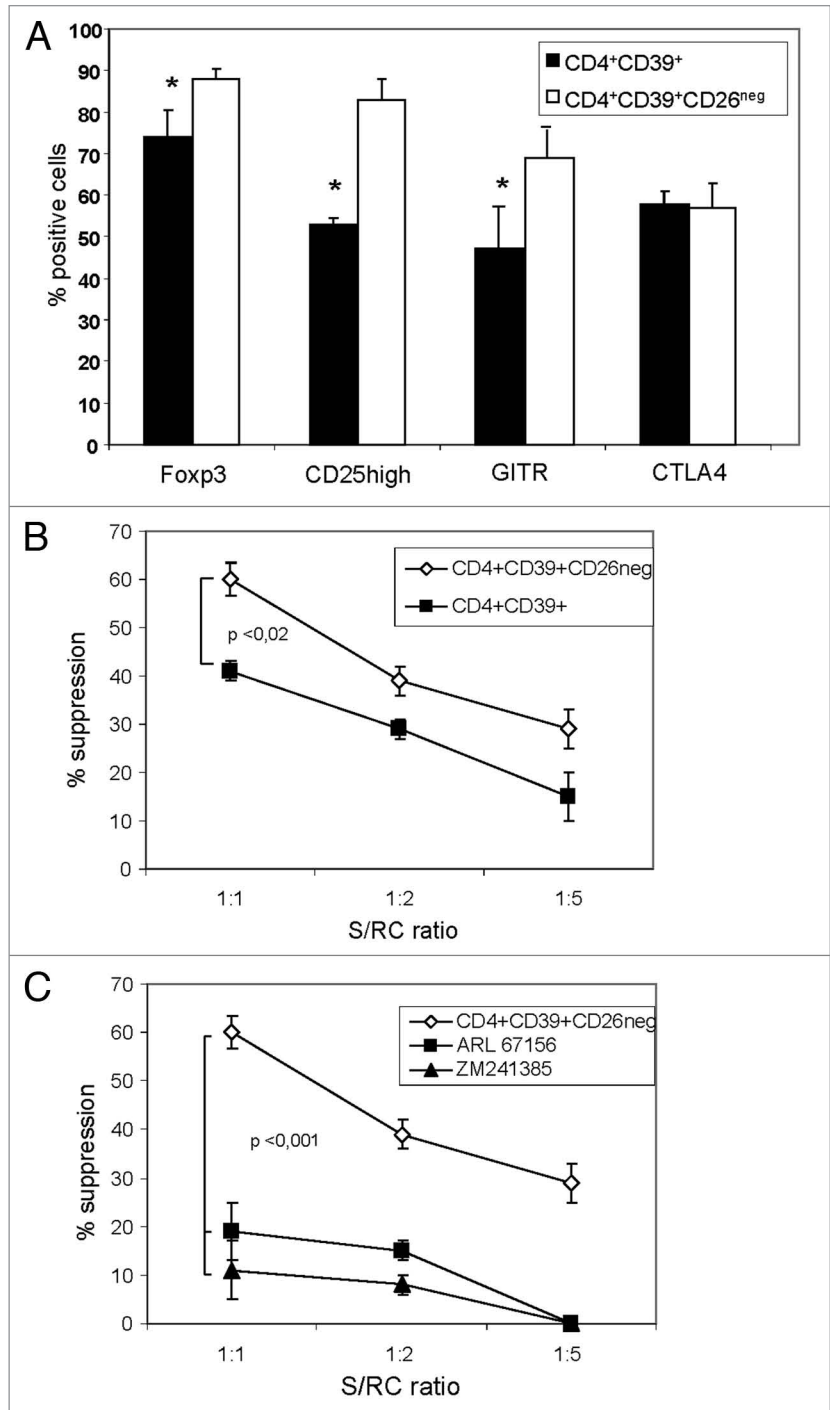 A
CD4+CD39+
CD4+CD39+CD26neg
*
*
*
% positive cells
100
90
80
70
60
50
40
30
20
10
0
Foxp3
CD25high
GITR
CTLA4
B
CD4+CD39+CD26neg
CD4+CD39+
p <0,02
% suppression
70
60
50
40
30
20
10
0
1:1
1:2
1:5
S/RC ratio
C
CD4+CD39+CD26neg
ARL 67156
ZM241385
p <0,001
% suppression
70
60
50
40
30
20
10
0
1:1
1:2
1:5
S/RC ratio